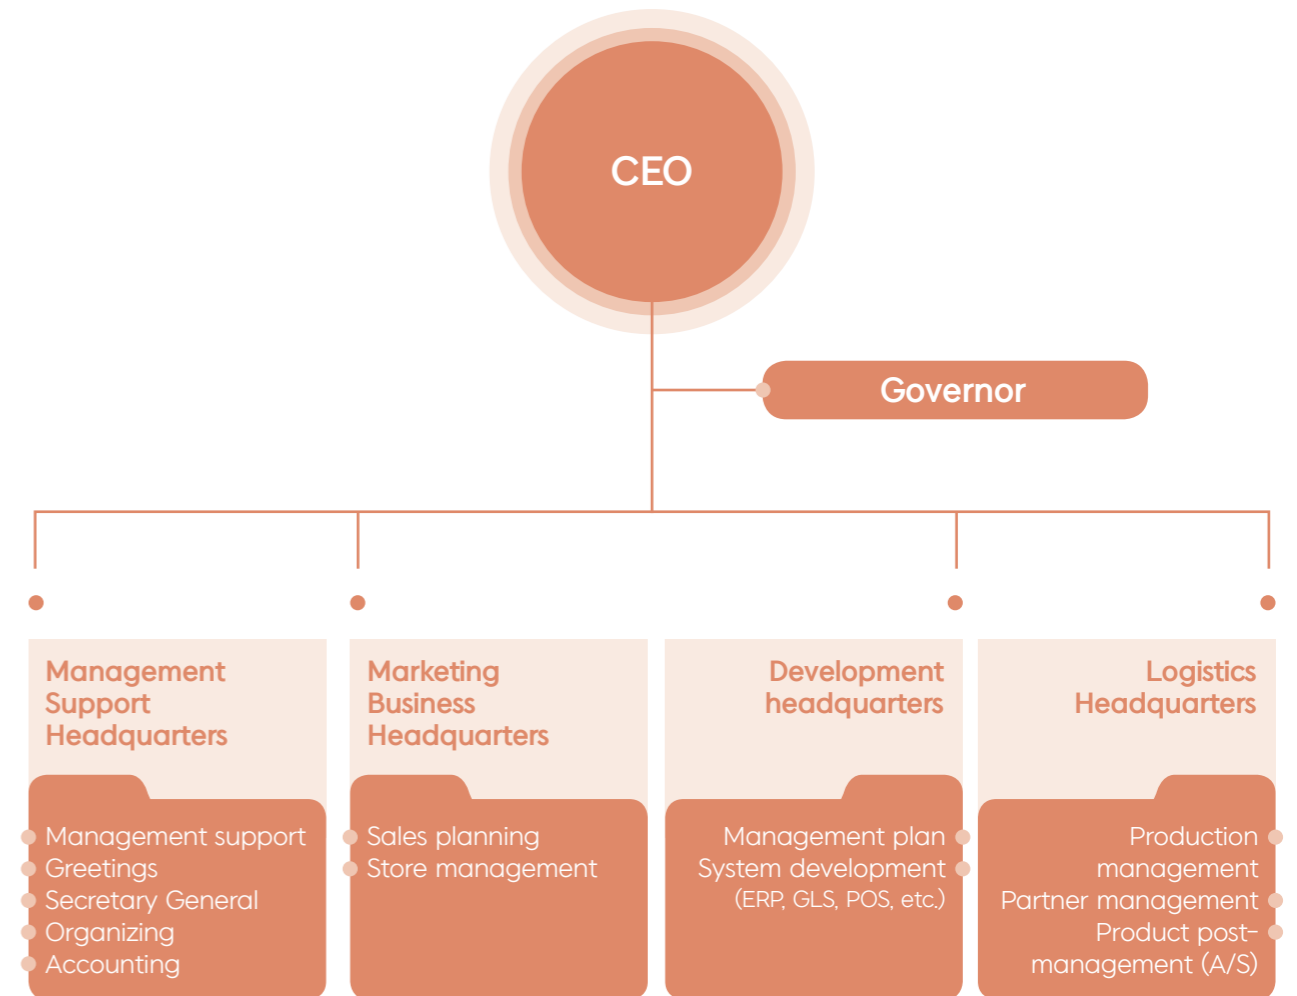 CEO
Governor
Management
Support
Headquarters
Management support
Greetings
Secretary General
Organizing
Accounting
Marketing
Business
Headquarters
Sales planning
Store management
Development
headquarters
Management plan
System development
(ERP, GLS, POS, etc.)
Logistics
Headquarters
Production
management
Partner management
Product post-
management (A/S)